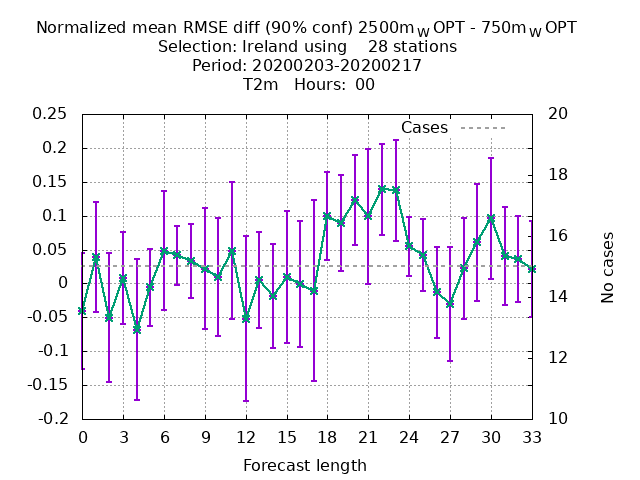 Normalized mean RMSE diff (90% conf) 2500m_W OPT - 750m_W OPT
Selection: Ireland using 28 stations
Period: 20200203-20200217
T2m Hours: 00
Cases
0.25
0.2
0.15
0.1
0.05
0
-0.05
-0.1
-0.15
-0.2
20
18
16
14
12
10
No cases
0 3 6 9 12 15 18 21 24 27 30 33
Forecast length